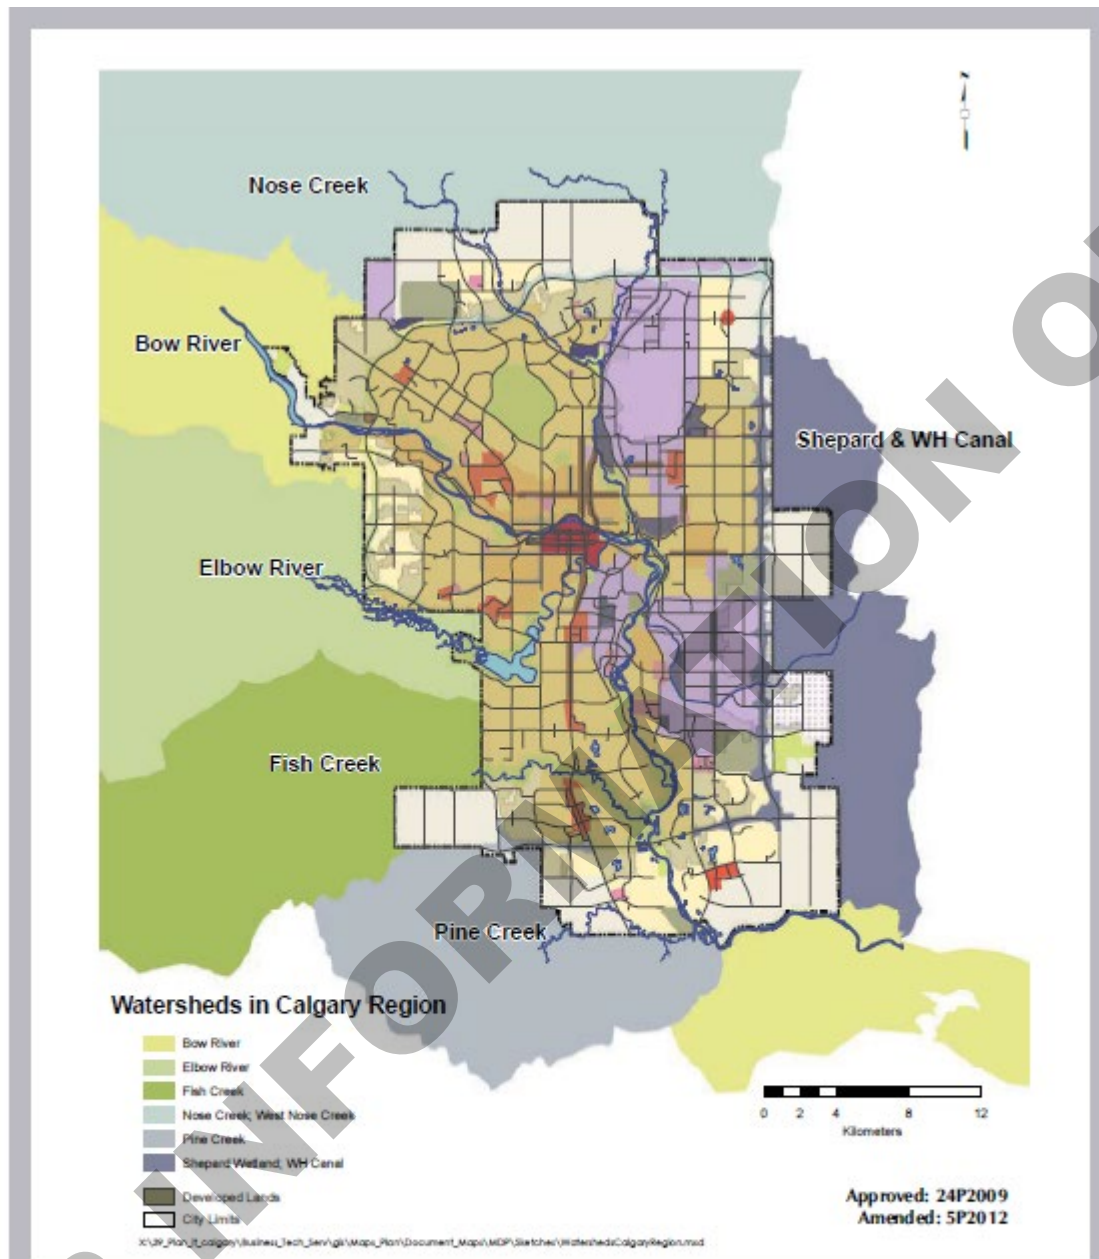 Nose Creek
Bow River
Shepard & WH Canal
Elbow River
Fish Creek
Pine Creek
Watersheds in Calgary Region
Bow River
Elbow River
Fish Creek
Nose Creek; West Nose Creek
Pine Creek
Shepard Wetland; WH Canal
Developed Lands
City Limits
0 2 4 8 12
Kilometers
Approved: 24P2009
Amended: 5P2012
INFORMATION